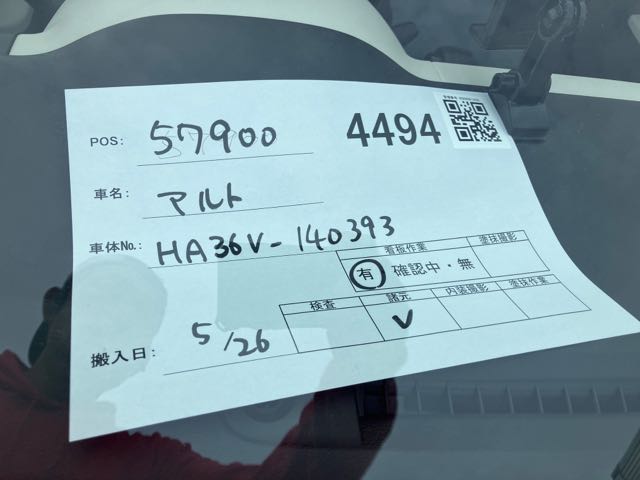 POS: 57900 4494
車名: アルト
車体No.: HA36V-140393
看板作業 塗抹撮影
有 確認中・無
検査 諸元 内装撮影 塗抹作業
V
搬入日: 5/26